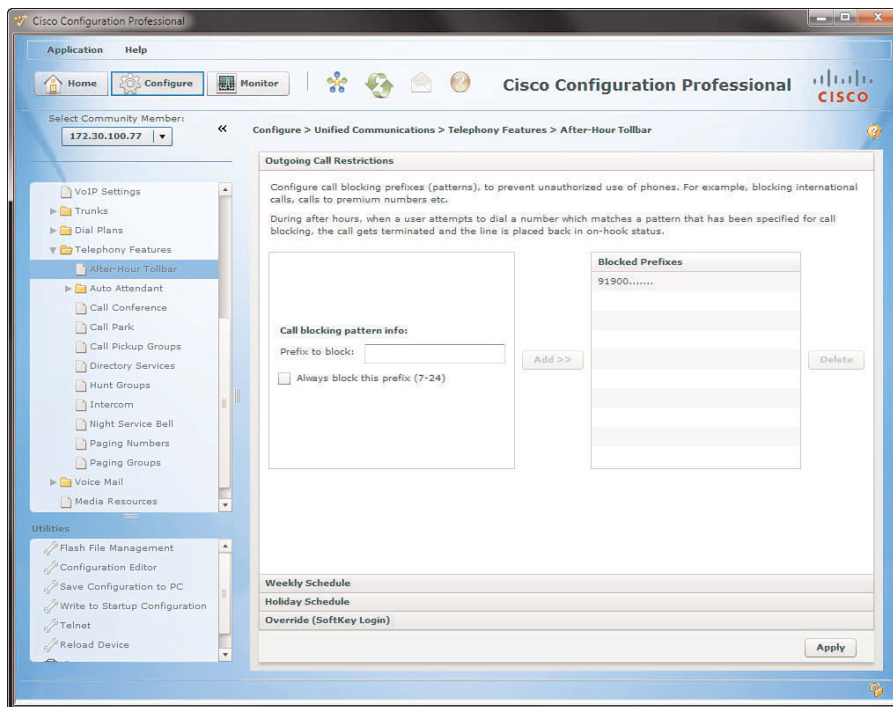 Cisco Configuration Professional
Application Help
Home Configure Monitor Cisco Configuration Professional
CISCO
Select Community Member:
172.30.100.77
«
Configure > Unified Communications > Telephony Features > After-Hour Tollbar
VoIP Settings
Trunks
Dial Plans
Telephony Features
After-Hour Tollbar
Auto Attendant
Call Conference
Call Park
Call Pickup Groups
Directory Services
Hunt Groups
Intercom
Night Service Bell
Paging Numbers
Paging Groups
Voice Mail
Media Resources
Utilities
Flash File Management
Configuration Editor
Save Configuration to PC
Write to Startup Configuration
Telnet
Reload Device
Outgoing Call Restrictions
Configure call blocking prefixes (patterns), to prevent unauthorized use of phones. For example, blocking international
calls, calls to premium numbers etc.
During after hours, when a user attempts to dial a number which matches a pattern that has been specified for call
blocking, the call gets terminated and the line is placed back in on-hook status.
Call blocking pattern info:
Prefix to block:
Always block this prefix (7-24)
Add >>
Blocked Prefixes
91900.......
Delete
Weekly Schedule
Holiday Schedule
Override (SoftKey Login)
Apply